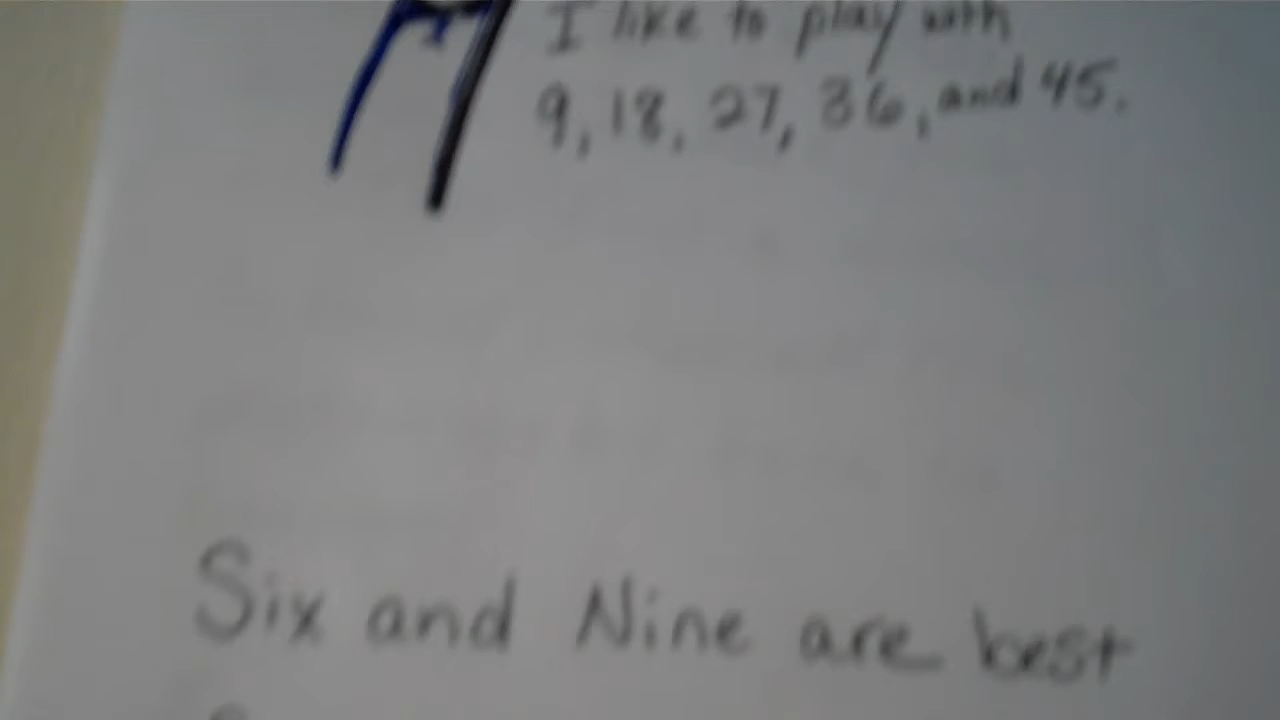 I like to play with
9, 18, 27, 36, and 45.
Six and Nine are best